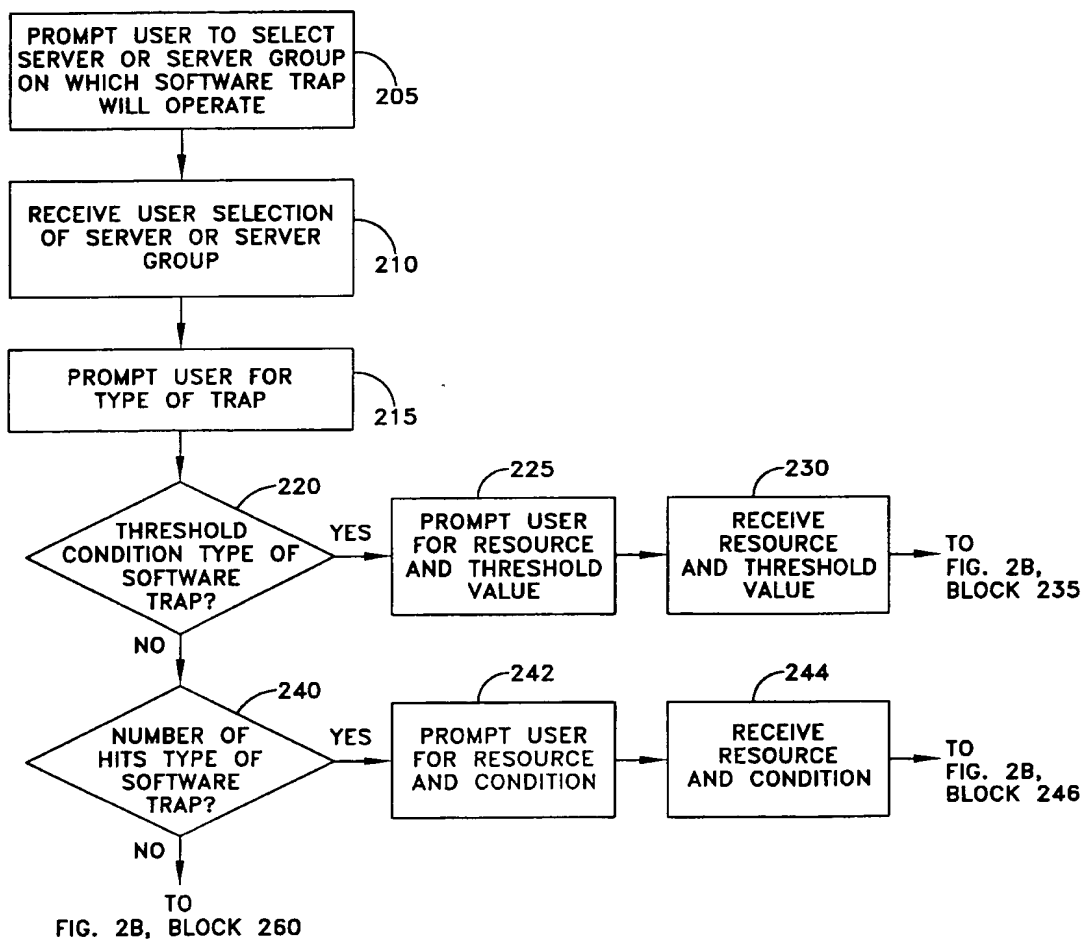 PROMPT USER TO SELECT
SERVER OR SERVER GROUP
ON WHICH SOFTWARE TRAP
WILL OPERATE
205
RECEIVE USER SELECTION
OF SERVER OR SERVER
GROUP
210
PROMPT USER FOR
TYPE OF TRAP
215
220
THRESHOLD
CONDITION TYPE OF
SOFTWARE
TRAP?
YES
NO
225
PROMPT USER
FOR RESOURCE
AND THRESHOLD
VALUE
230
RECEIVE
RESOURCE
AND THRESHOLD
VALUE
TO
FIG. 2B,
BLOCK 235
240
NUMBER OF
HITS TYPE OF
SOFTWARE
TRAP?
YES
NO
242
PROMPT USER
FOR RESOURCE
AND CONDITION
244
RECEIVE
RESOURCE
AND CONDITION
TO
FIG. 2B,
BLOCK 246
TO
FIG. 2B, BLOCK 260